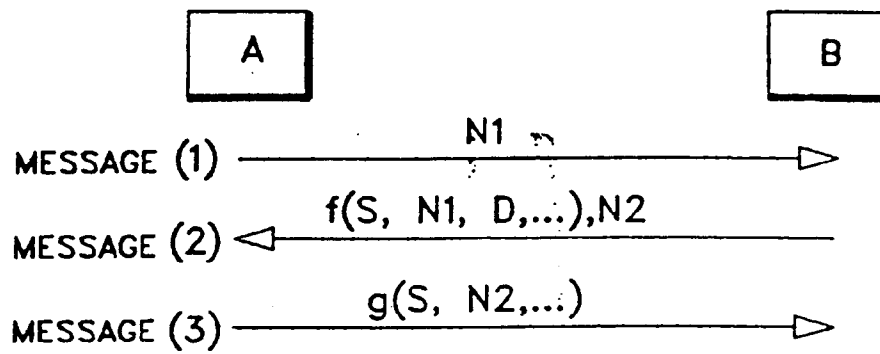 A B
N1
MESSAGE (1)
f(S, N1, D,...),N2
MESSAGE (2)
g(S, N2,...)
MESSAGE (3)